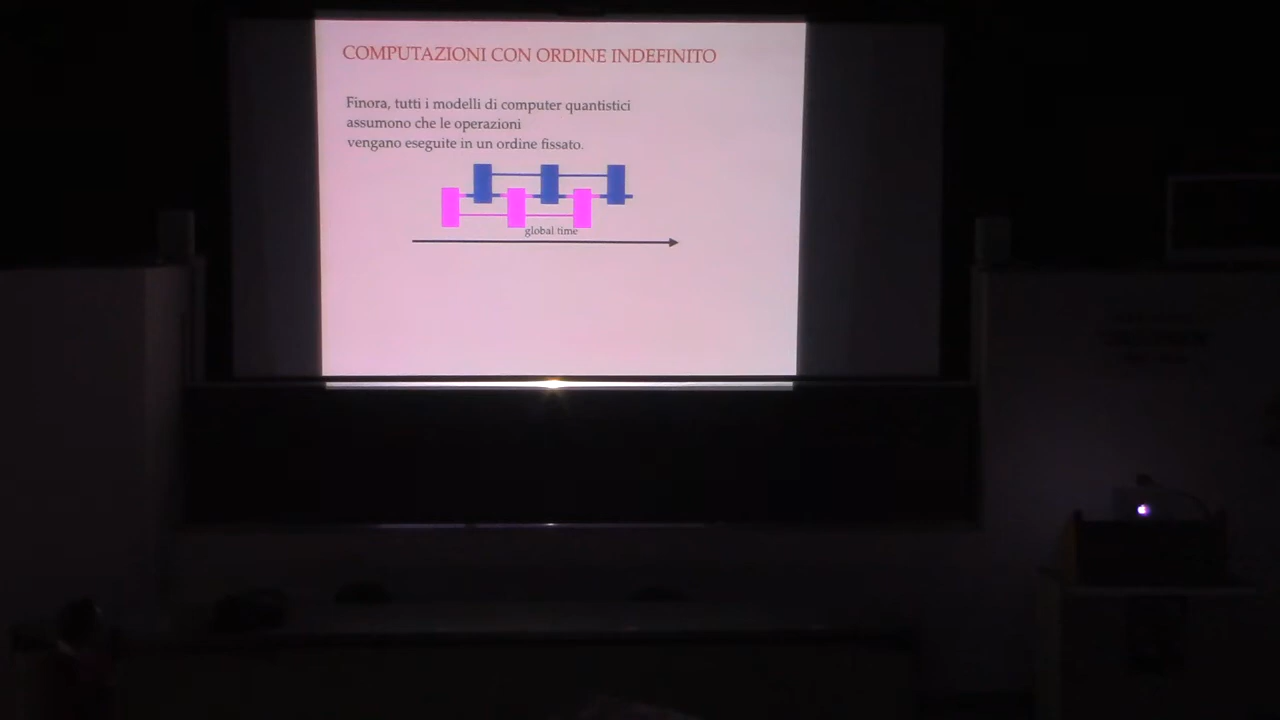 COMPUTAZIONI CON ORDINE INDEFINITO
Finora, tutti i modelli di computer quantistici
assumono che le operazioni
vengano eseguite in un ordine fissato.
global time